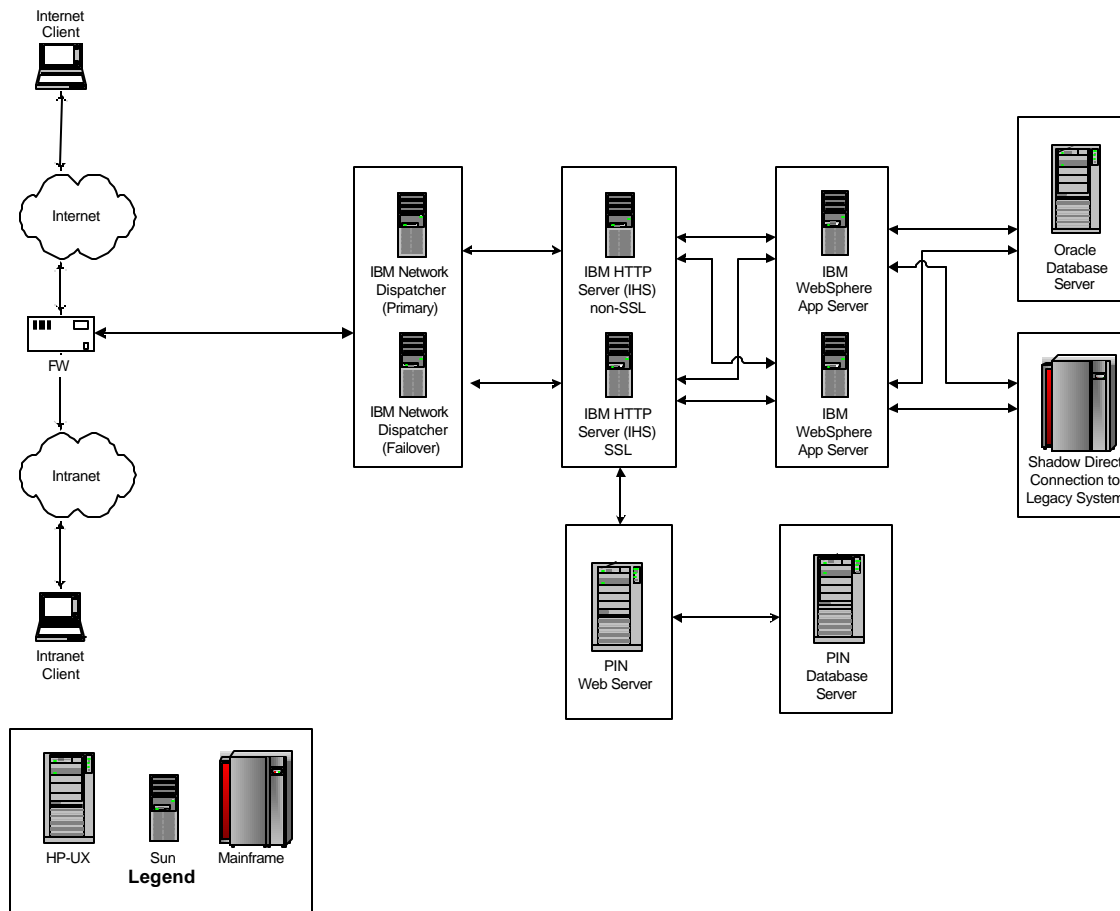 Internet
Client
Internet
FW
Intranet
Intranet
Client
IBM Network
Dispatcher
(Primary)
IBM Network
Dispatcher
(Failover)
IBM HTTP
Server (IHS)
non-SSL
IBM HTTP
Server (IHS)
SSL
IBM
WebSphere
App Server
IBM
WebSphere
App Server
Oracle
Database
Server
Shadow Direct
Connection to
Legacy System
PIN
Web Server
PIN
Database
Server
HP-UX
Sun
Mainframe
Legend